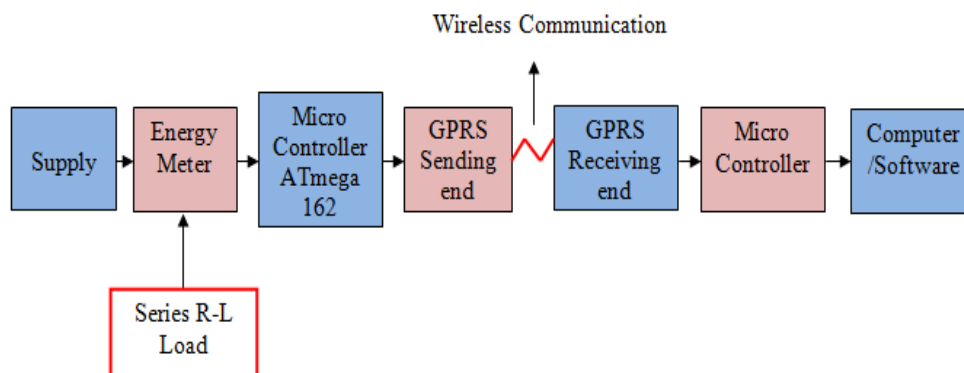 Wireless Communication
Supply
Energy
Meter
Micro
Controller
ATmega
162
GPRS
Sending
end
GPRS
Receiving
end
Micro
Controller
Computer
/Software
Series R-L
Load